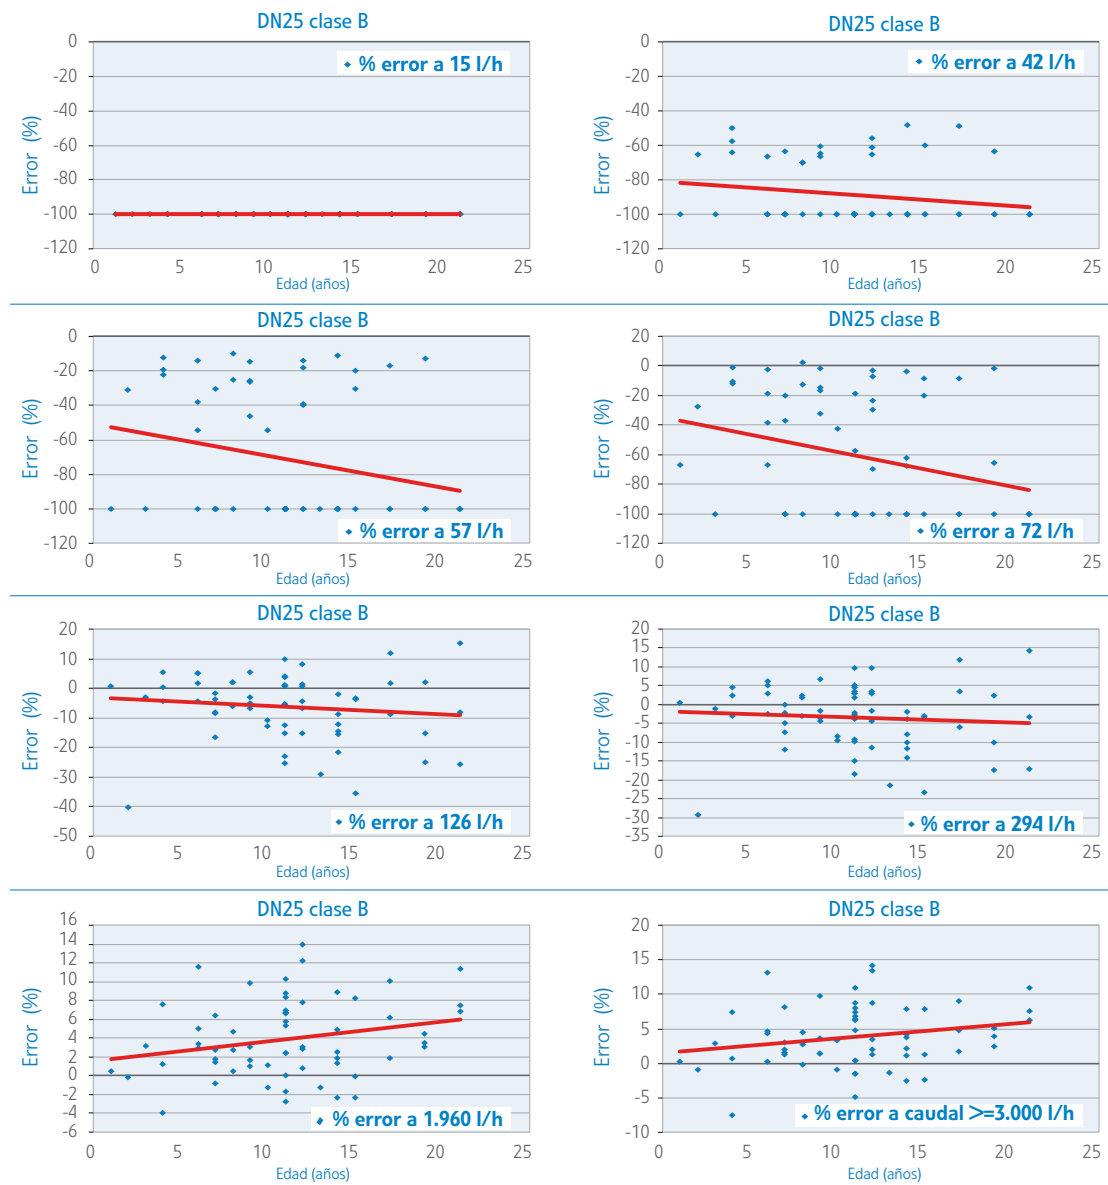 DN25 clase B
0
-20
-40
-60
-80
-100
-120
Error (%)
% error a 15 l/h
0 5 10 15 20 25
Edad (años)
DN25 clase B
0
-20
-40
-60
-80
-100
-120
Error (%)
% error a 42 l/h
0 5 10 15 20 25
Edad (años)
DN25 clase B
0
-20
-40
-60
-80
-100
-120
Error (%)
% error a 57 l/h
0 5 10 15 20 25
Edad (años)
DN25 clase B
20
0
-20
-40
-60
-80
-100
-120
Error (%)
% error a 72 l/h
0 5 10 15 20 25
Edad (años)
DN25 clase B
20
10
0
-10
-20
-30
-40
-50
Error (%)
% error a 126 l/h
0 5 10 15 20 25
Edad (años)
DN25 clase B
20
15
10
5
0
-5
-10
-15
-20
-25
-30
-35
Error (%)
% error a 294 l/h
0 5 10 15 20 25
Edad (años)
DN25 clase B
16
14
12
10
8
6
4
2
0
-2
-4
-6
Error (%)
% error a 1.960 l/h
0 5 10 15 20 25
Edad (años)
DN25 clase B
20
15
10
5
0
-5
-10
Error (%)
% error a caudal >=3.000 l/h
0 5 10 15 20 25
Edad (años)